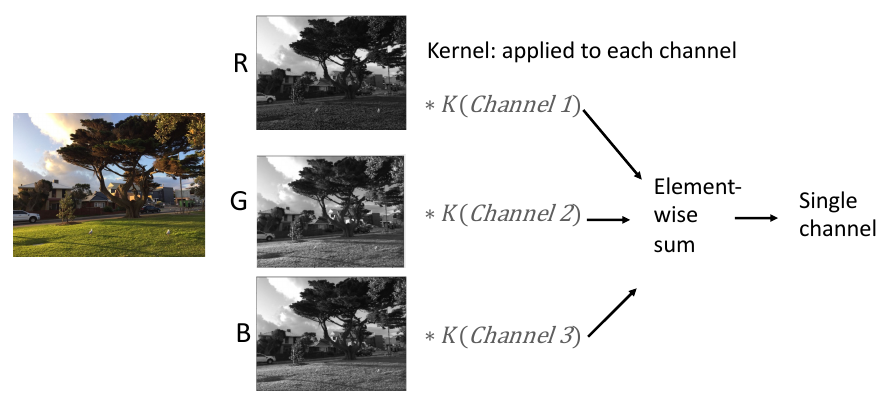 R
Kernel: applied to each channel
* K(Channel 1)
G
* K(Channel 2)
B
* K(Channel 3)
Element-
wise
sum
Single
channel